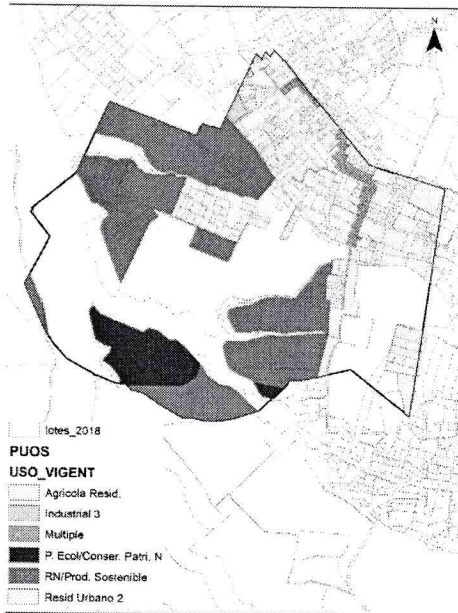 N
lotes_2018
PUOS
USO_VIGENT
Agricola Resid.
Industrial 3
Multiple
P. Ecol/Conser. Patri. N
RN/Prod. Sostenible
Resid Urbano 2